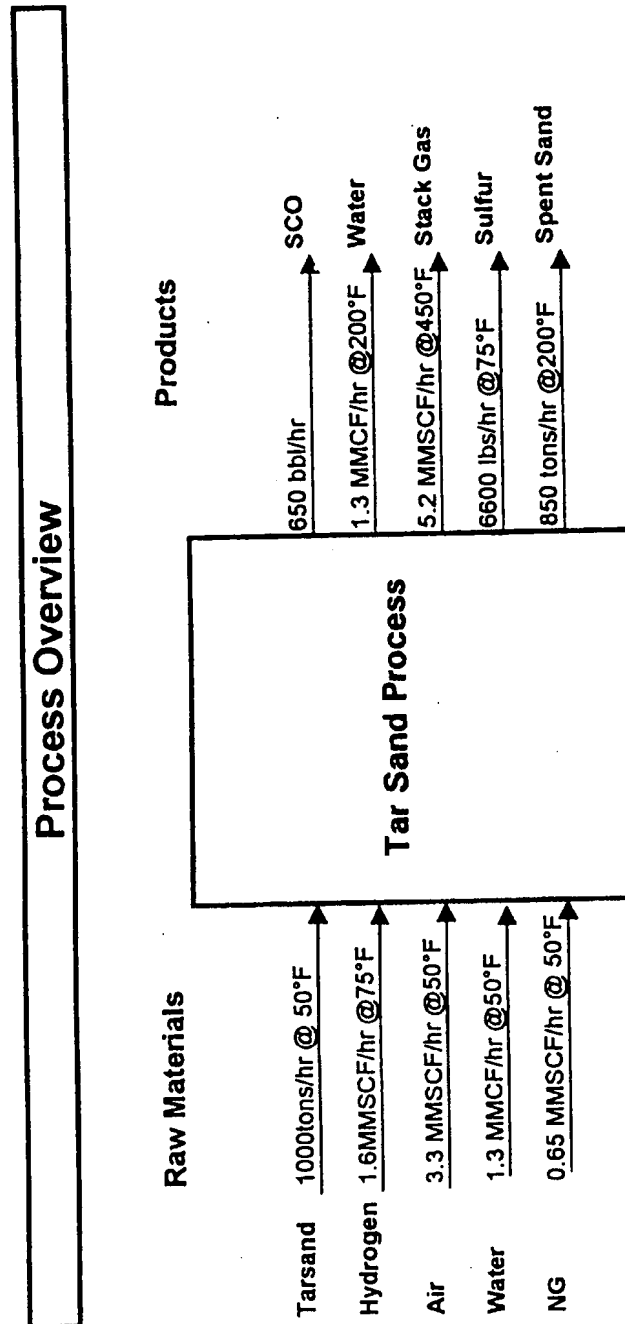 Process Overview
Raw Materials
Products
Tarsand 1000tons/hr @ 50°F
Hydrogen 1.6MMSCF/hr @75°F
Air 3.3 MMSCF/hr @50°F
Water 1.3 MMCF/hr @50°F
NG 0.65 MMSCF/hr @ 50°F
Tar Sand Process
650 bbl/hr SCO
1.3 MMCF/hr @200°F Water
5.2 MMSCF/hr @450°F Stack Gas
6600 lbs/hr @75°F Sulfur
850 tons/hr @200°F Spent Sand